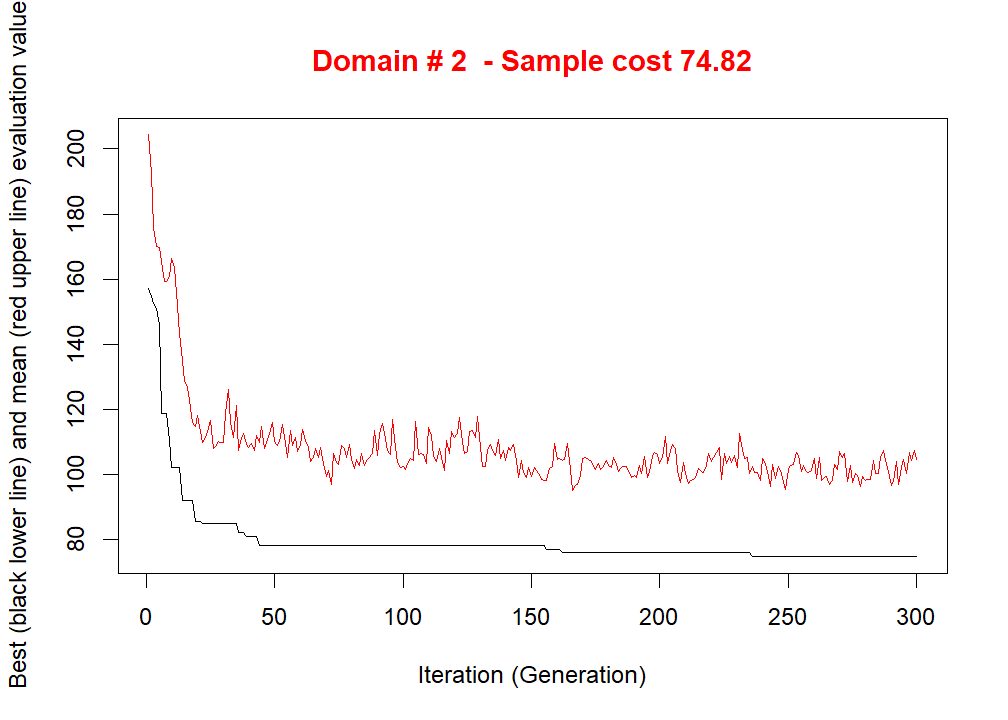 Domain # 2  - Sample cost 74.82
Best (black lower line) and mean (red upper line) evaluation value
200
180
160
140
120
100
80
0 50 100 150 200 250 300
Iteration (Generation)